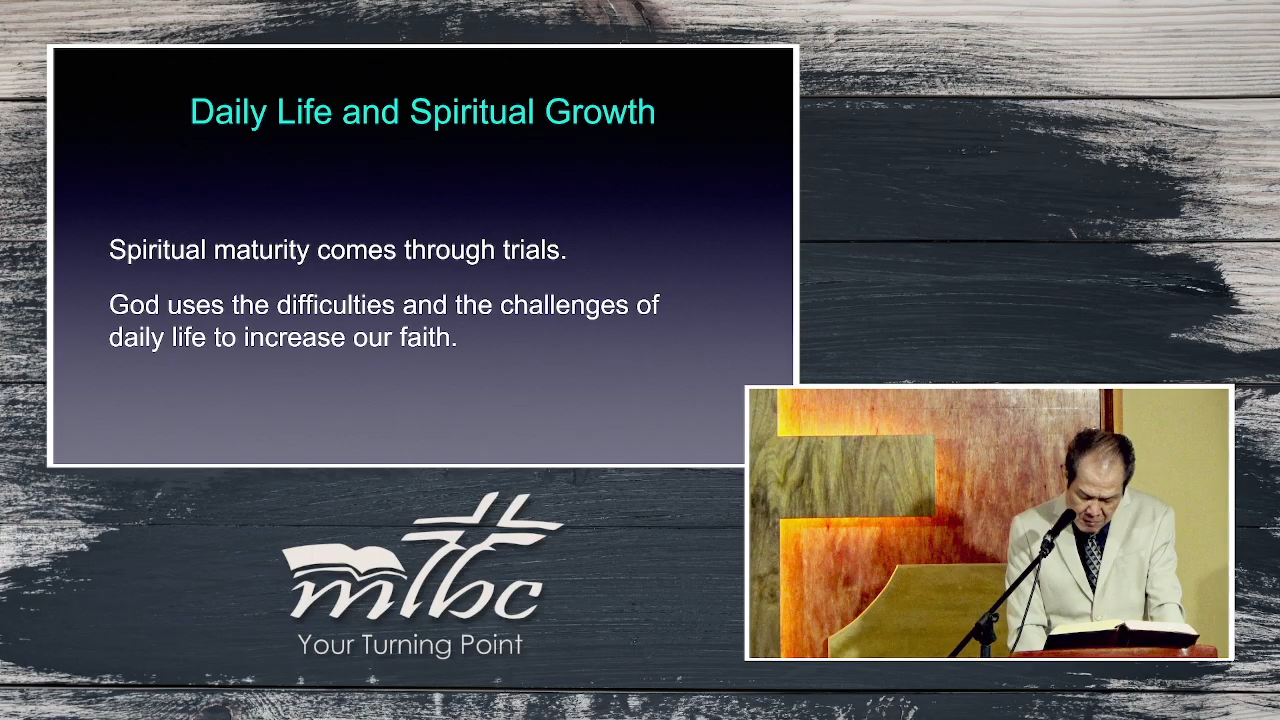 Daily Life and Spiritual Growth
Spiritual maturity comes through trials.
God uses the difficulties and the challenges of
daily life to increase our faith.
mtbc
Your Turning Point